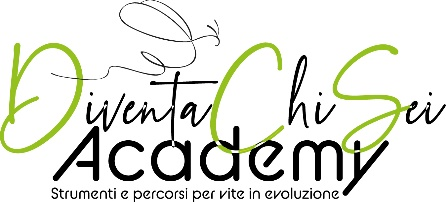 DiventaChiSei
Academy
Strumenti e percorsi per vite in evoluzione